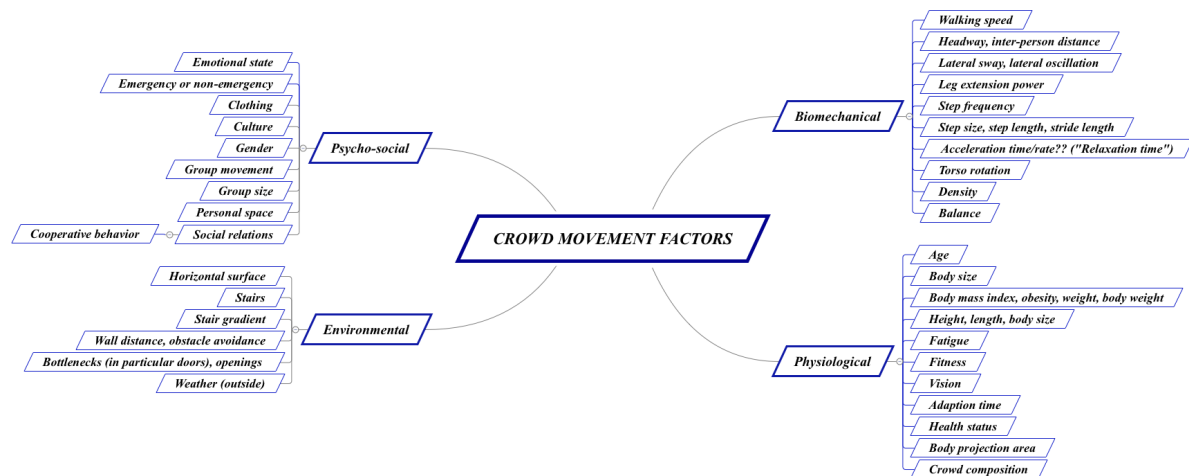 CROWD MOVEMENT FACTORS
Psycho-social
Emotional state
Emergency or non-emergency
Clothing
Culture
Gender
Group movement
Group size
Personal space
Social relations
Cooperative behavior
Environmental
Horizontal surface
Stairs
Stair gradient
Wall distance, obstacle avoidance
Bottlenecks (in particular doors), openings
Weather (outside)
Biomechanical
Walking speed
Headway, inter-person distance
Lateral sway, lateral oscillation
Leg extension power
Step frequency
Step size, step length, stride length
Acceleration time/rate?? ("Relaxation time")
Torso rotation
Density
Balance
Physiological
Age
Body size
Body mass index, obesity, weight, body weight
Height, length, body size
Fatigue
Fitness
Vision
Adaption time
Health status
Body projection area
Crowd composition